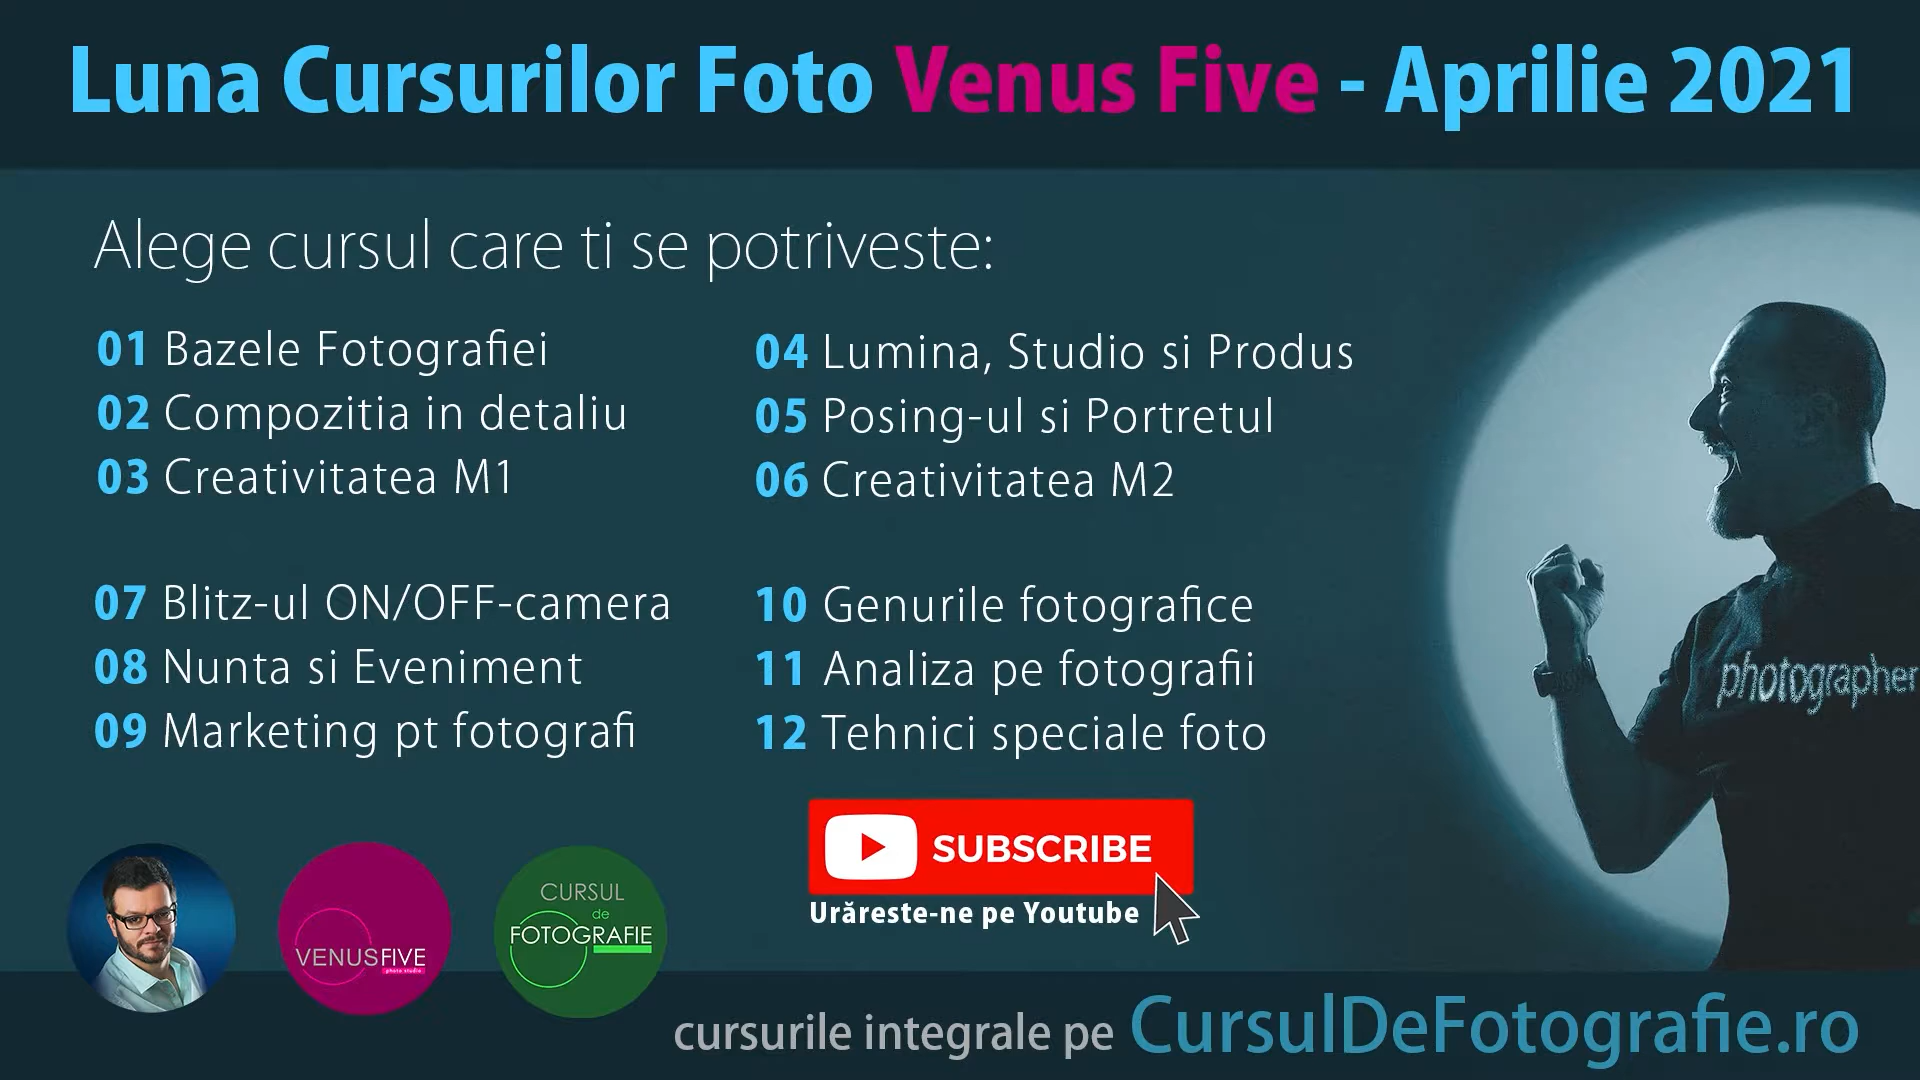 Luna Cursurilor Foto Venus Five - Aprilie 2021
Alege cursul care ti se potriveste:
01 Bazele Fotografiei
02 Compozitia in detaliu
03 Creativitatea M1
04 Lumina, Studio si Produs
05 Posing-ul si Portretul
06 Creativitatea M2
07 Blitz-ul ON/OFF-camera
08 Nunta si Eveniment
09 Marketing pt fotografi
10 Genurile fotografice
11 Analiza pe fotografii
12 Tehnici speciale foto
photographer
SUBSCRIBE
Urăreste-ne pe Youtube
VENUSFIVE
photo studio
CURSUL
de
FOTOGRAFIE
cursurile integrale pe CursulDeFotografie.ro